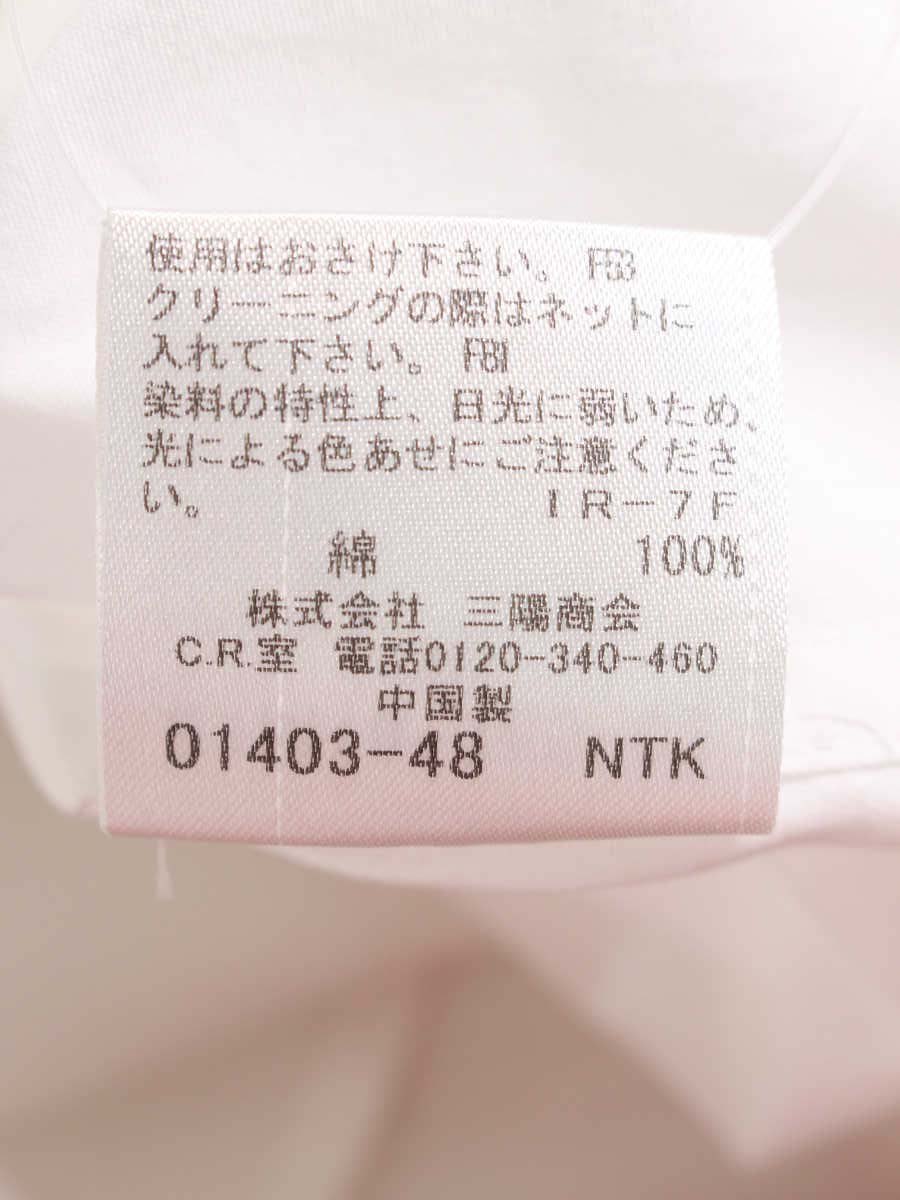 使用はおさけ下さい。 FB3
クリーニングの際はネットに
入れて下さい。 FB1
染料の特性上、日光に弱いため、
光による色あせにご注意くださ
い。 IR-7F
綿 100%
株式会社 三陽商会
C.R.室 電話0120-340-460
中国製
01403-48 NTK